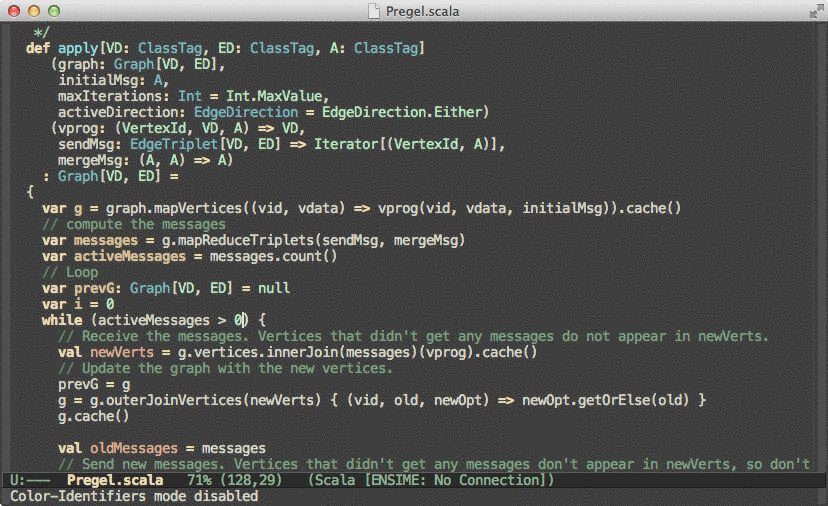 Pregel.scala
*/
def apply[VD: ClassTag, ED: ClassTag, A: ClassTag]
(graph: Graph[VD, ED],
initialMsg: A,
maxIterations: Int = Int.MaxValue,
activeDirection: EdgeDirection = EdgeDirection.Either)
(vprog: (VertexId, VD, A) => VD,
sendMsg: EdgeTriplet[VD, ED] => Iterator[(VertexId, A)],
mergeMsg: (A, A) => A)
: Graph[VD, ED] =
{
var g = graph.mapVertices((vid, vdata) => vprog(vid, vdata, initialMsg)).cache()
// compute the messages
var messages = g.mapReduceTriplets(sendMsg, mergeMsg)
var activeMessages = messages.count()
// Loop
var prevG: Graph[VD, ED] = null
var i = 0
while (activeMessages > 0) {
// Receive the messages. Vertices that didn't get any messages do not appear in newVerts.
val newVerts = g.vertices.innerJoin(messages)(vprog).cache()
// Update the graph with the new vertices.
prevG = g
g = g.outerJoinVertices(newVerts) { (vid, old, newOpt) => newOpt.getOrElse(old) }
g.cache()
val oldMessages = messages
// Send new messages. Vertices that didn't get any messages don't appear in newVerts, so don't
U:--- Pregel.scala 71% (128,29) (Scala [ENSIME: No Connection])
Color-Identifiers mode disabled